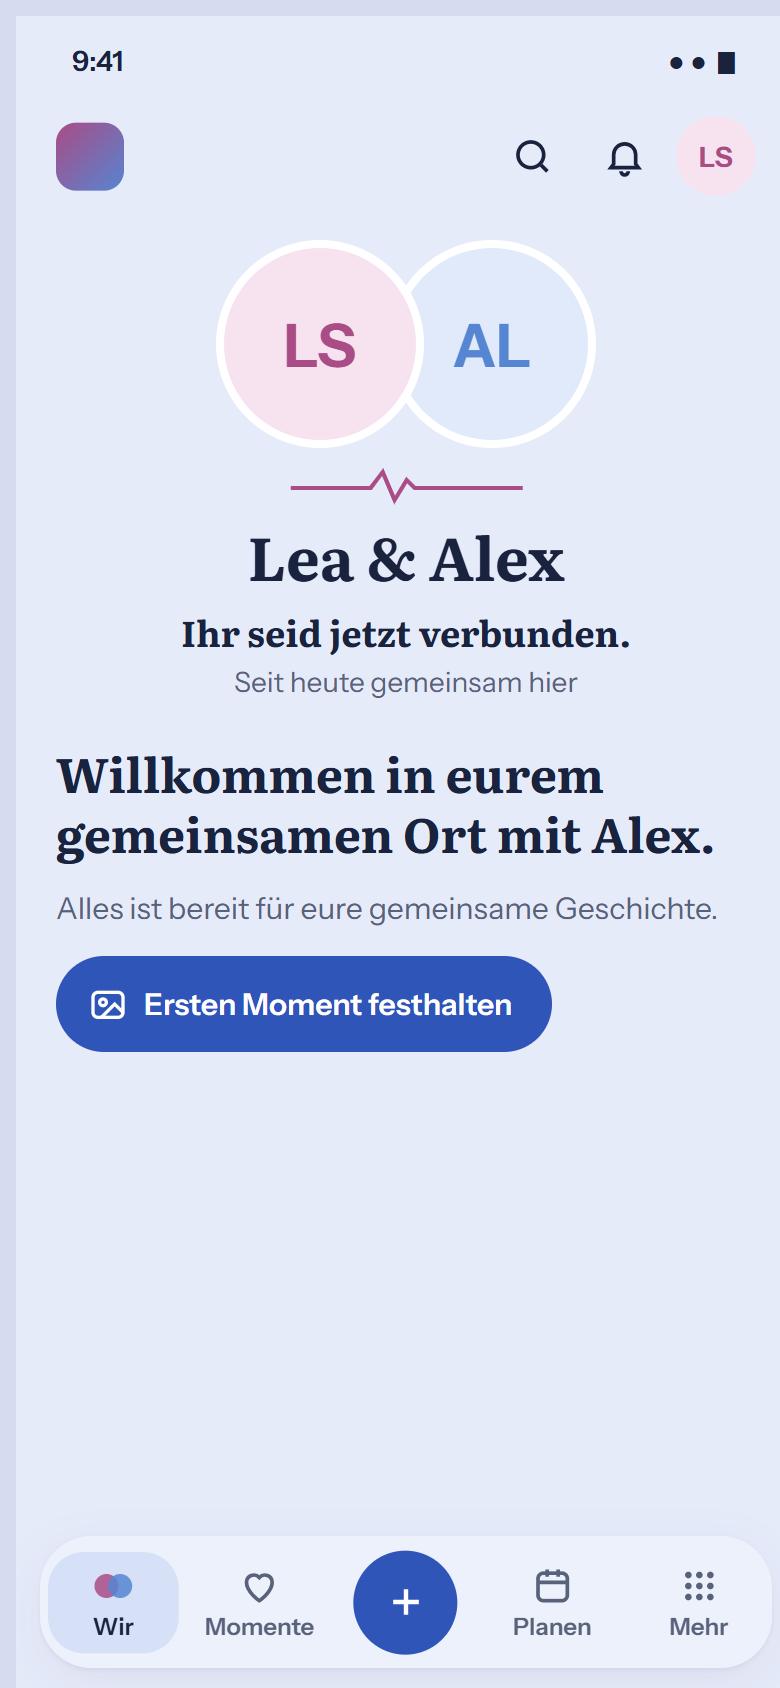 9:41
LS
LS
AL
Lea & Alex
Ihr seid jetzt verbunden.
Seit heute gemeinsam hier
Willkommen in eurem
gemeinsamen Ort mit Alex.
Alles ist bereit für eure gemeinsame Geschichte.
Ersten Moment festhalten
Wir
Momente
+
Planen
Mehr